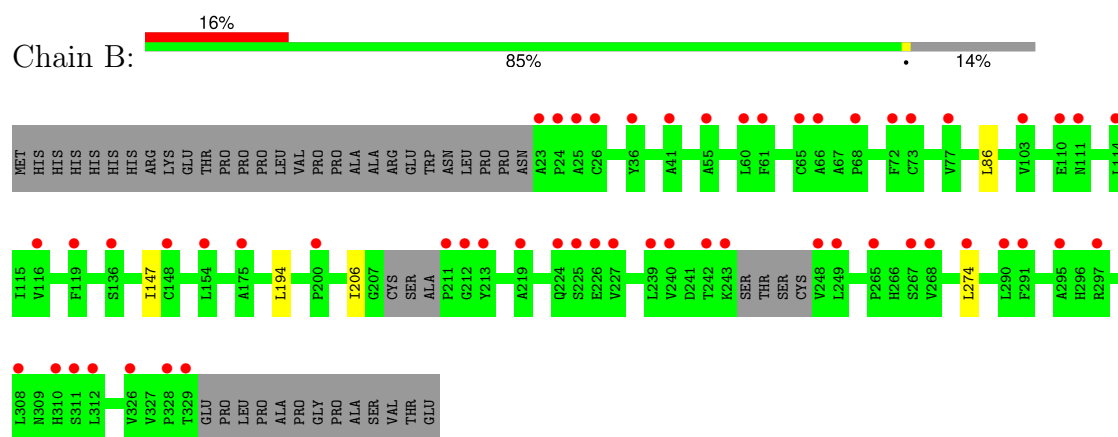 16%
Chain B:
85%
•
14%
MET HIS HIS HIS HIS HIS HIS ARG LYS GLU THR PRO PRO PRO LEU VAL PRO PRO ALA ALA ARG GLU TRP ASN LEU PRO PRO ASN A23 P24 A25 C26 Y36 A41 A55 L60 F61 C65 A66 A67 P68 F72 C73 V77 L86 V103 E110 N111 L114
I115 V116 F119 S136 I147 C148 L154 A175 L194 P200 I206 G207 CYS SER ALA P211 G212 Y213 A219 Q224 S225 E226 V227 L239 V240 D241 T242 K243 SER THR SER CYS V248 L249 P265 H266 S267 V268 L274 L290 F291 A295 H296 R297
L308 N309 H310 S311 L312 V326 V327 P328 T329 GLU PRO LEU PRO ALA PRO GLY PRO ALA SER VAL THR GLU